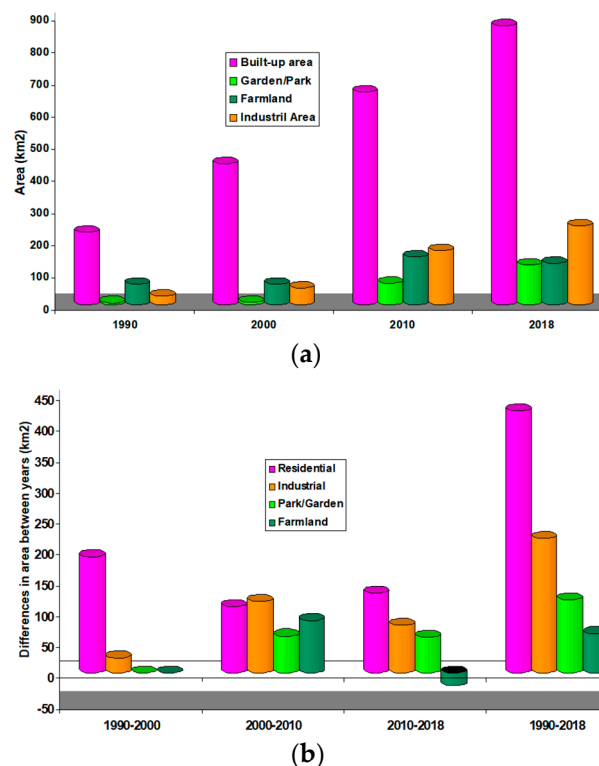 900
800
700
600
500
400
300
200
100
0
Area (km2)
Built-up area
Garden/Park
Farmland
Industril Area
1990
2000
2010
2018
(a)
450
400
350
300
250
200
150
100
50
0
-50
Differences in area between years (km2)
Residential
Industrial
Park/Garden
Farmland
1990-2000
2000-2010
2010-2018
1990-2018
(b)